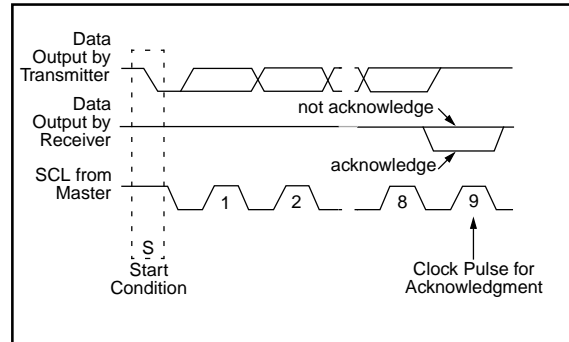 Data
Output by
Transmitter
Data
Output by
Receiver
not acknowledge
acknowledge
SCL from
Master
1
2
8
9
S
Start
Condition
Clock Pulse for
Acknowledgment